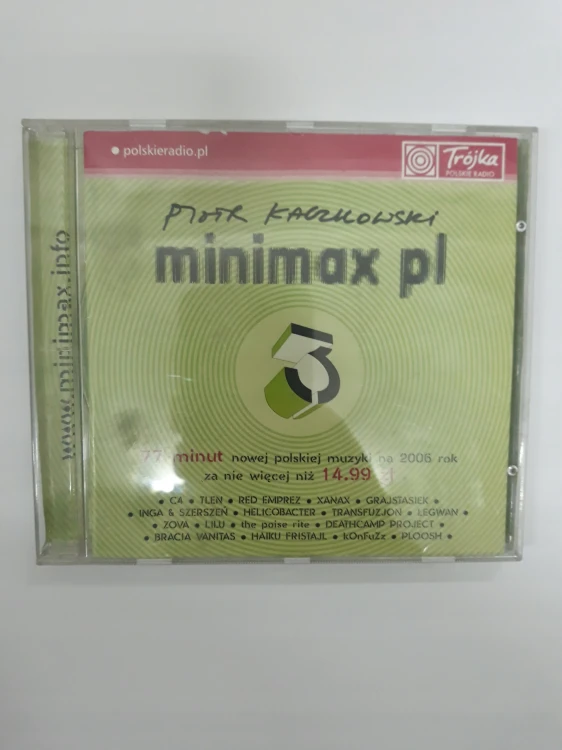 polskieradio.pl
Trójka
POLSKIE RADIO
PIOTR KACZKOWSKI
minimax pl
www.minimax.info
3
77 minut nowej polskiej muzyki na 2006 rok
za nie więcej niż 14.99 zł
• CA • TLEN • RED EMPREZ • XANAX • GRAJSTASIEK •
• INGA & SZERSZEŃ • HELICOBACTER • TRANSFUZJON • LEGWAN •
• ZOVA • LILU • the poise rite • DEATHCAMP PROJECT •
• BRACIA VANITAS • HAIKU FRISTAJL • kOnFuZz • PLOOSH •